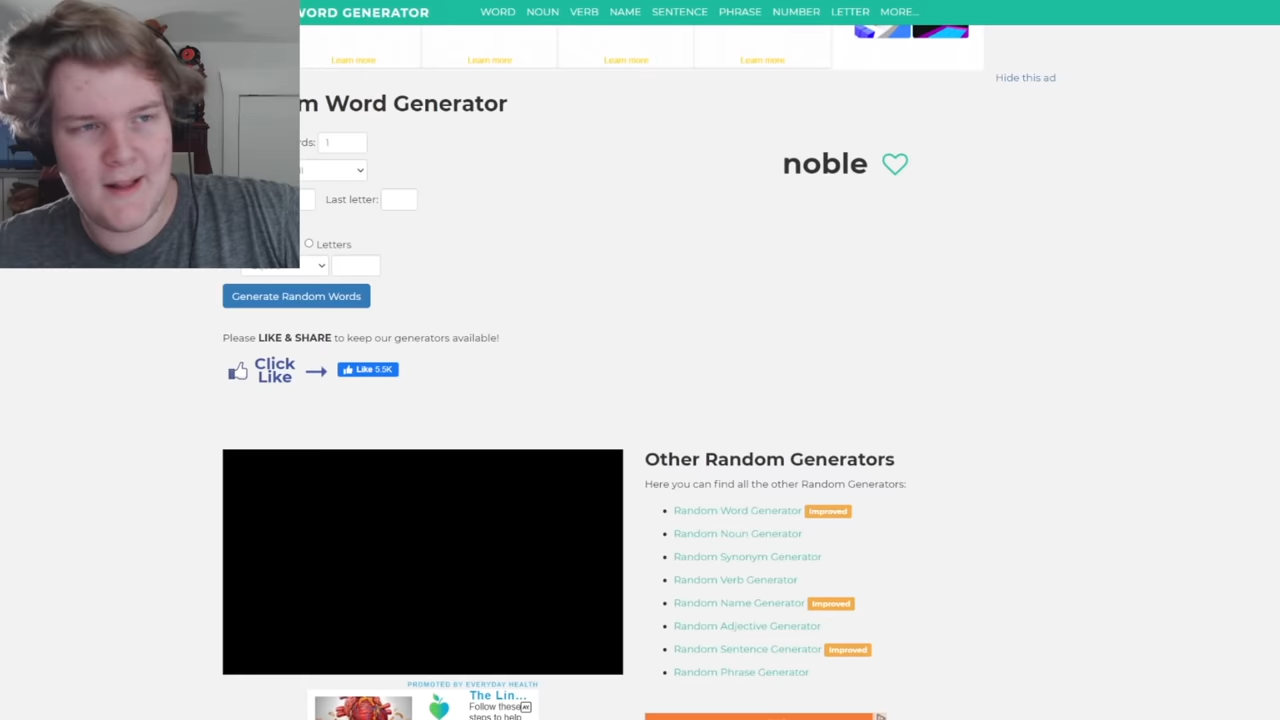 WORD GENERATOR
WORD NOUN VERB NAME SENTENCE PHRASE NUMBER LETTER MORE...
Learn more
Learn more
Learn more
Learn more
Hide this ad
Word Generator
1
noble
Last letter:
Letters
Generate Random Words
Please LIKE & SHARE to keep our generators available!
Click
Like
Like 5.5K
Other Random Generators
Here you can find all the other Random Generators:
Random Word Generator Improved
Random Noun Generator
Random Synonym Generator
Random Verb Generator
Random Name Generator Improved
Random Adjective Generator
Random Sentence Generator Improved
Random Phrase Generator
PROMOTED BY EVERYDAY HEALTH
The Lin...
Follow these
steps to help